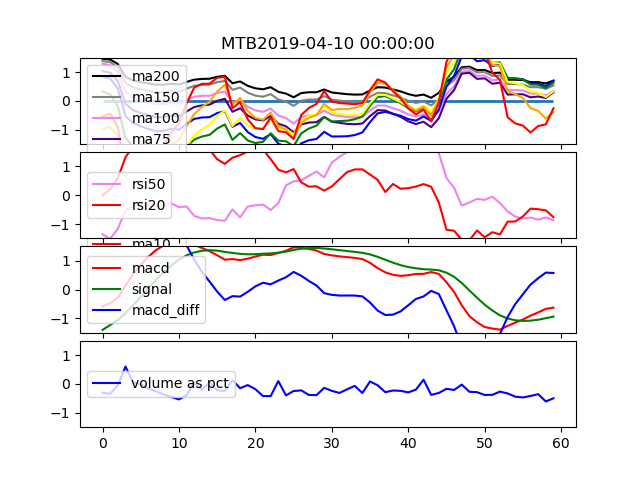 MTB2019-04-10 00:00:00
1
0
−1
ma200
ma150
ma100
ma75
ma10
1
0
−1
rsi50
rsi20
1
0
−1
macd
signal
macd_diff
1
0
−1
volume as pct
0 10 20 30 40 50 60